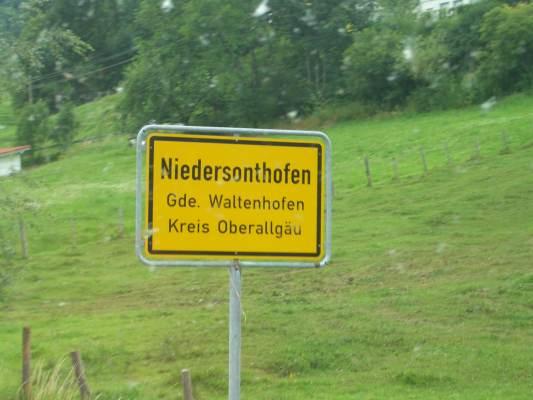 Niedersonthofen
Gde. Waltenhofen
Kreis Oberallgäu